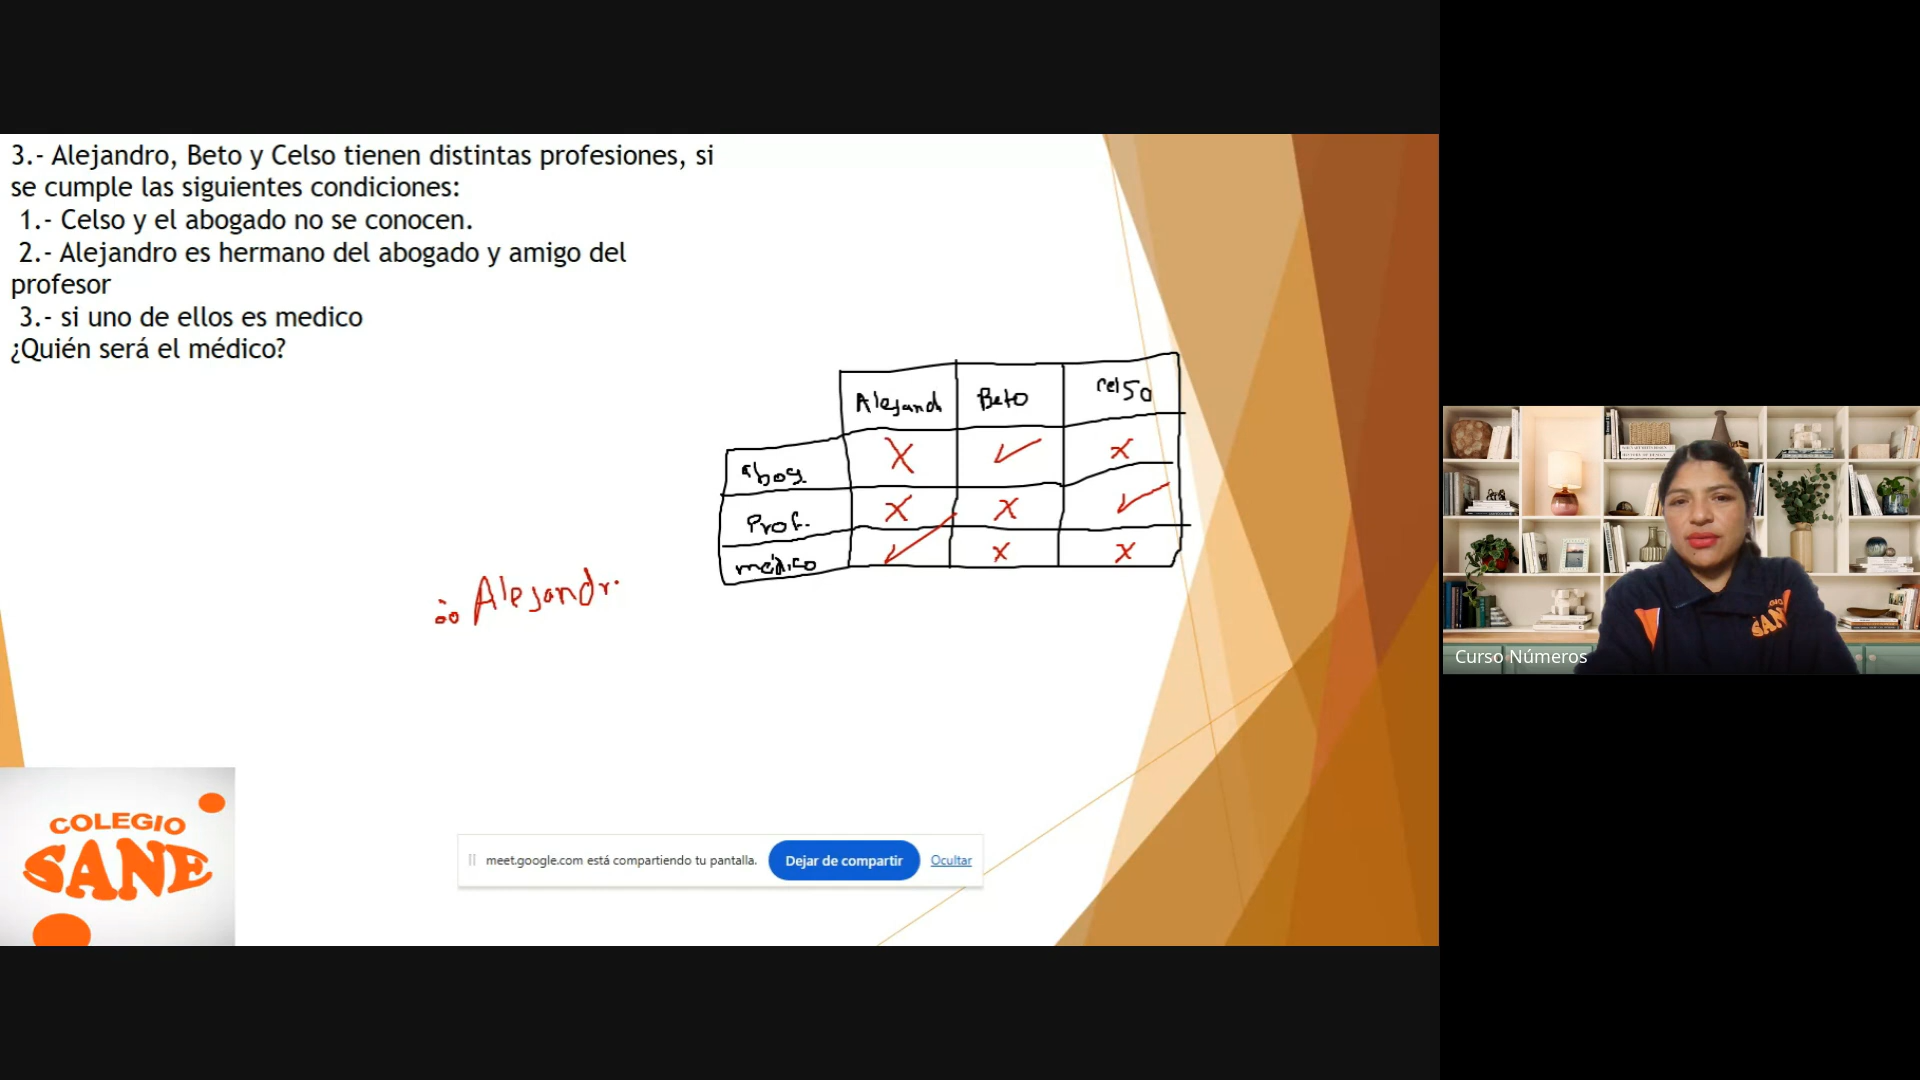 3.- Alejandro, Beto y Celso tienen distintas profesiones, si
se cumple las siguientes condiciones:
1.- Celso y el abogado no se conocen.
2.- Alejandro es hermano del abogado y amigo del
profesor
3.- si uno de ellos es medico
¿Quién será el médico?
Alejand Beto Celso
abog.
Prof.
médico
∴ Alejandr.
COLEGIO
SANE
meet.google.com está compartiendo tu pantalla. Dejar de compartir Ocultar
SANE
Curso Números